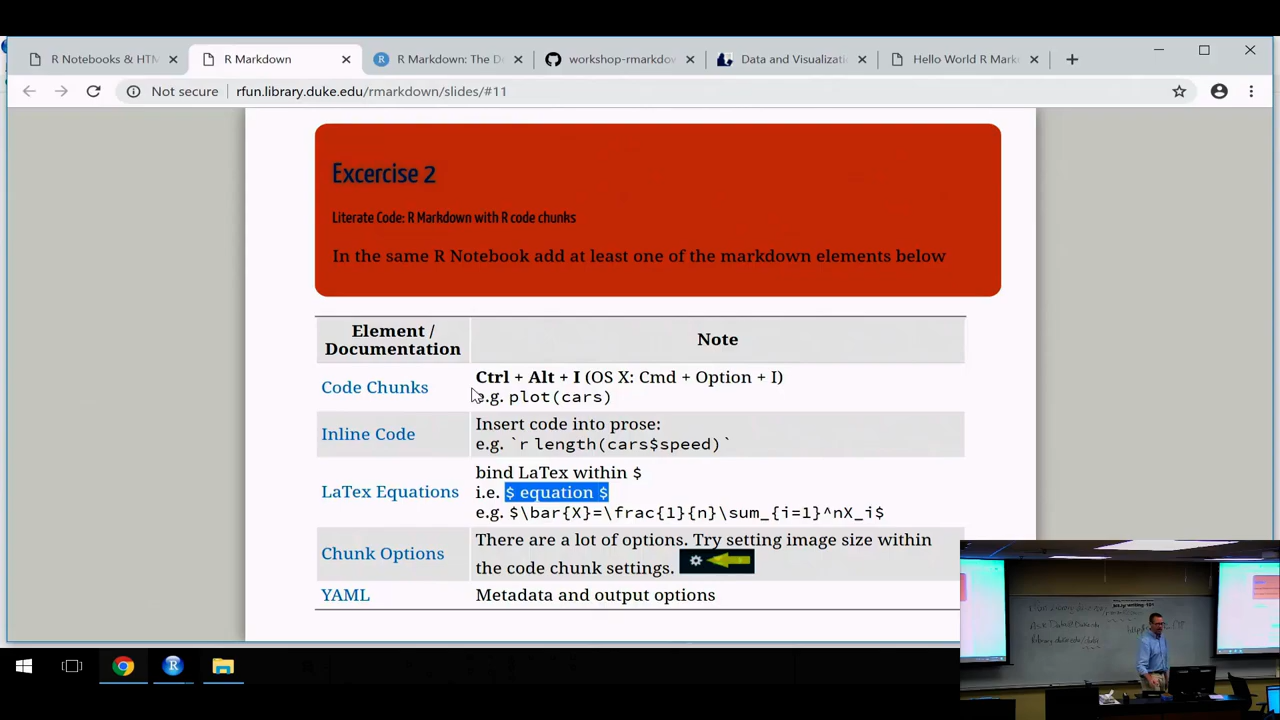 R Notebooks & HTM
R Markdown
R Markdown: The De
workshop-rmarkdov
Data and Visualizati
Hello World R Mark
Not secure
rfun.library.duke.edu/rmarkdown/slides/#11
Excercise 2
Literate Code: R Markdown with R code chunks
In the same R Notebook add at least one of the markdown elements below
Element /
Documentation
Note
Code Chunks
Ctrl + Alt + I (OS X: Cmd + Option + I)
e.g. plot(cars)
Inline Code
Insert code into prose:
e.g. `r length(cars$speed)`
LaTex Equations
bind LaTex within $
i.e. $ equation $
e.g. $\bar{X}=\frac{1}{n}\sum_{i=1}^nX_i$
Chunk Options
There are a lot of options. Try setting image size within
the code chunk settings.
YAML
Metadata and output options